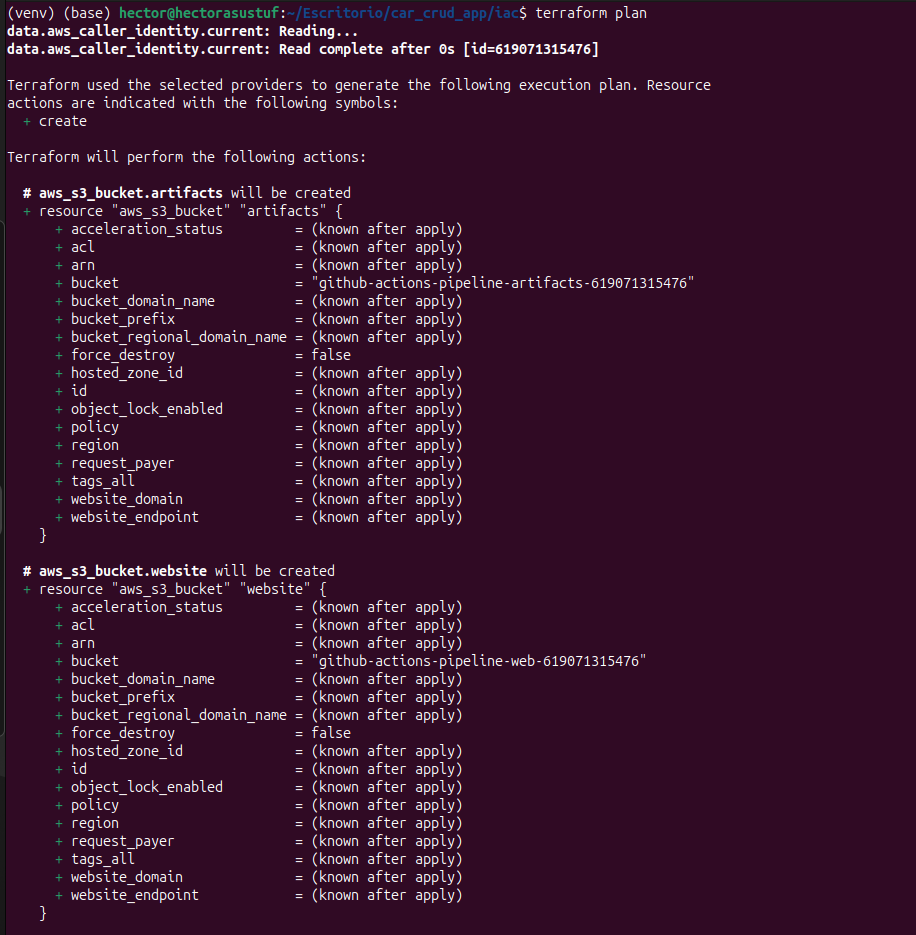 (venv) (base) hector@hectorasustuf:~/Escritorio/car_crud_app/iac$ terraform plan
data.aws_caller_identity.current: Reading...
data.aws_caller_identity.current: Read complete after 0s [id=619071315476]
Terraform used the selected providers to generate the following execution plan. Resource
actions are indicated with the following symbols:
+ create
Terraform will perform the following actions:
# aws_s3_bucket.artifacts will be created
+ resource "aws_s3_bucket" "artifacts" {
+ acceleration_status = (known after apply)
+ acl = (known after apply)
+ arn = (known after apply)
+ bucket = "github-actions-pipeline-artifacts-619071315476"
+ bucket_domain_name = (known after apply)
+ bucket_prefix = (known after apply)
+ bucket_regional_domain_name = (known after apply)
+ force_destroy = false
+ hosted_zone_id = (known after apply)
+ id = (known after apply)
+ object_lock_enabled = (known after apply)
+ policy = (known after apply)
+ region = (known after apply)
+ request_payer = (known after apply)
+ tags_all = (known after apply)
+ website_domain = (known after apply)
+ website_endpoint = (known after apply)
}
# aws_s3_bucket.website will be created
+ resource "aws_s3_bucket" "website" {
+ acceleration_status = (known after apply)
+ acl = (known after apply)
+ arn = (known after apply)
+ bucket = "github-actions-pipeline-web-619071315476"
+ bucket_domain_name = (known after apply)
+ bucket_prefix = (known after apply)
+ bucket_regional_domain_name = (known after apply)
+ force_destroy = false
+ hosted_zone_id = (known after apply)
+ id = (known after apply)
+ object_lock_enabled = (known after apply)
+ policy = (known after apply)
+ region = (known after apply)
+ request_payer = (known after apply)
+ tags_all = (known after apply)
+ website_domain = (known after apply)
+ website_endpoint = (known after apply)
}